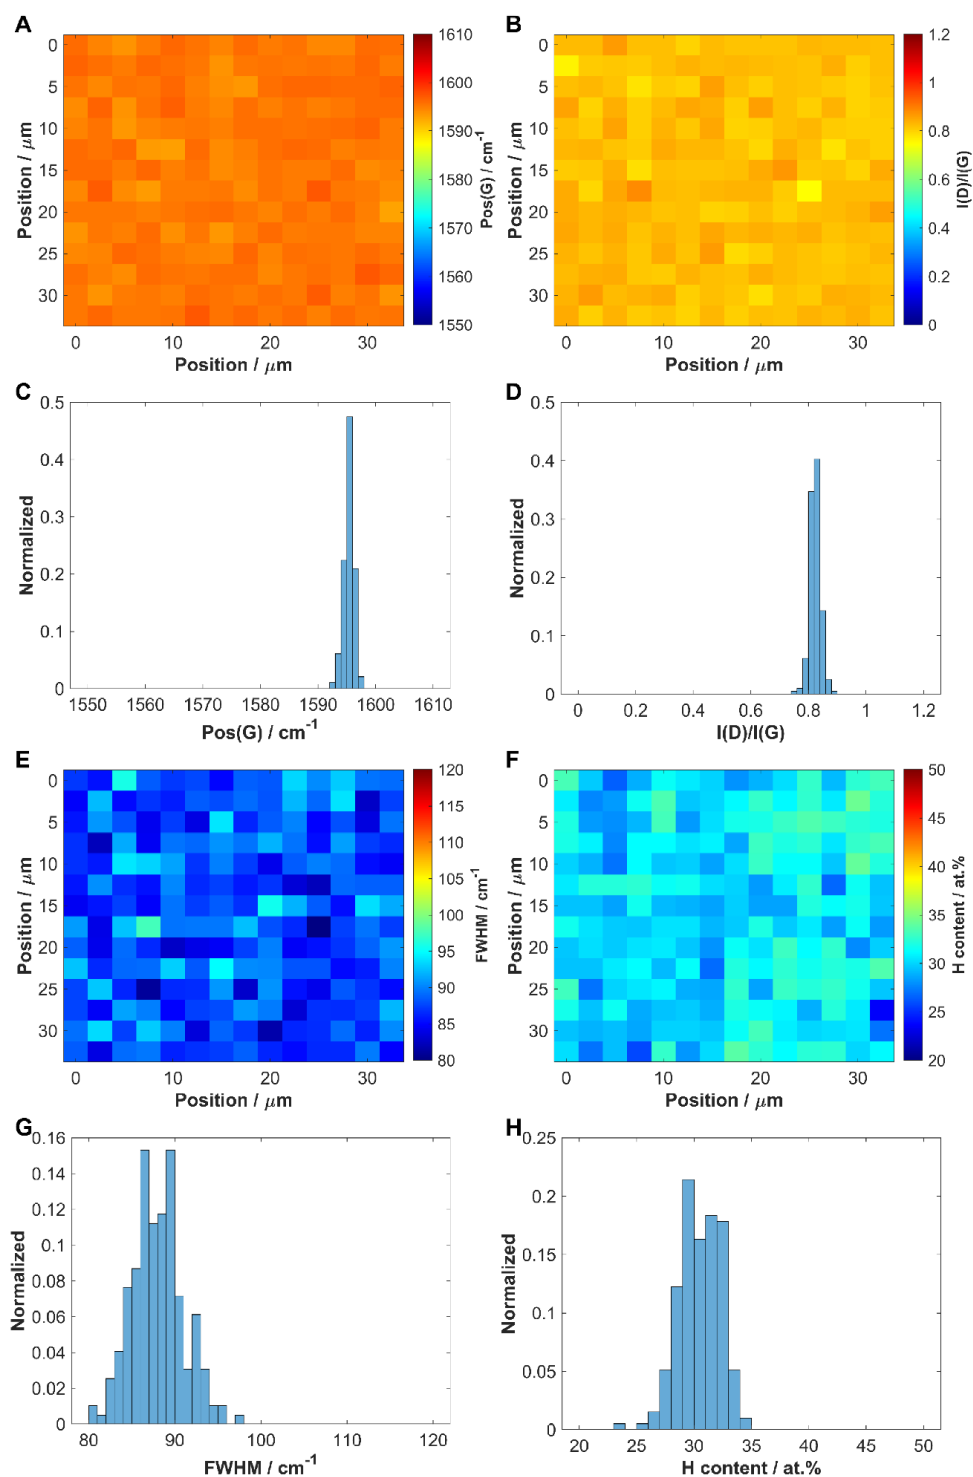 A
0
5
10
15
20
25
30
Position / μm
0 10 20 30
Position / μm
1610
1600
1590
1580
1570
1560
1550
Pos(G) / cm⁻¹
B
0
5
10
15
20
25
30
Position / μm
0 10 20 30
Position / μm
1.2
1
0.8
0.6
0.4
0.2
0
I(D)/I(G)
C
0.5
0.4
0.3
0.2
0.1
0
Normalized
1550 1560 1570 1580 1590 1600 1610
Pos(G) / cm⁻¹
D
0.5
0.4
0.3
0.2
0.1
0
Normalized
0 0.2 0.4 0.6 0.8 1 1.2
I(D)/I(G)
E
0
5
10
15
20
25
30
Position / μm
0 10 20 30
Position / μm
120
115
110
105
100
95
90
85
80
FWHM / cm⁻¹
F
0
5
10
15
20
25
30
Position / μm
0 10 20 30
Position / μm
50
45
40
35
30
25
20
H content / at.%
G
0.16
0.14
0.12
0.1
0.08
0.06
0.04
0.02
0
Normalized
80 90 100 110 120
FWHM / cm⁻¹
H
0.25
0.2
0.15
0.1
0.05
0
Normalized
20 25 30 35 40 45 50
H content / at.%